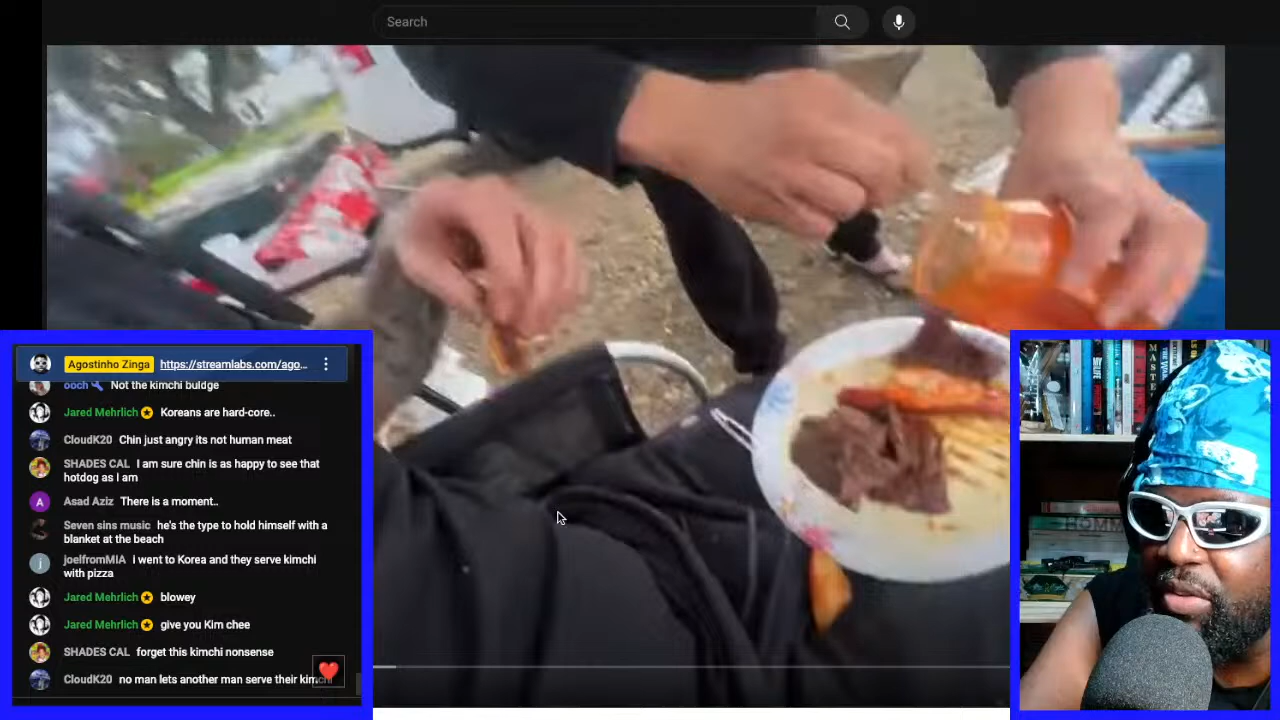 Search
Agostinho Zinga https://streamlabs.com/ago...
ooch Not the kimchi buldge
Jared Mehrlich Koreans are hard-core..
CloudK20 Chin just angry its not human meat
SHADES CAL I am sure chin is as happy to see that
hotdog as I am
A Asad Aziz There is a moment..
Seven sins music he's the type to hold himself with a
blanket at the beach
j joelfromMIA i went to Korea and they serve kimchi
with pizza
Jared Mehrlich blowey
Jared Mehrlich give you Kim chee
SHADES CAL forget this kimchi nonsense
CloudK20 no man lets another man serve their kimchi
MASTE
HOMM